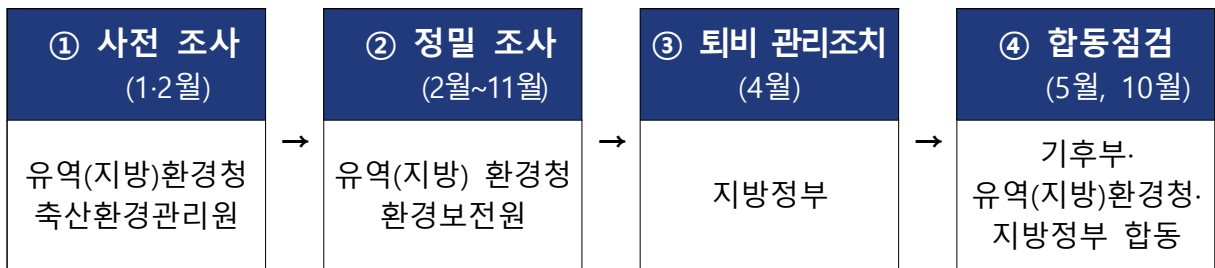 ① 사전 조사
(1·2월)
유역(지방)환경청
축산환경관리원
→
② 정밀 조사
(2월~11월)
유역(지방) 환경청
환경보전원
→
③ 퇴비 관리조치
(4월)
지방정부
→
④ 합동점검
(5월, 10월)
기후부·
유역(지방)환경청·
지방정부 합동